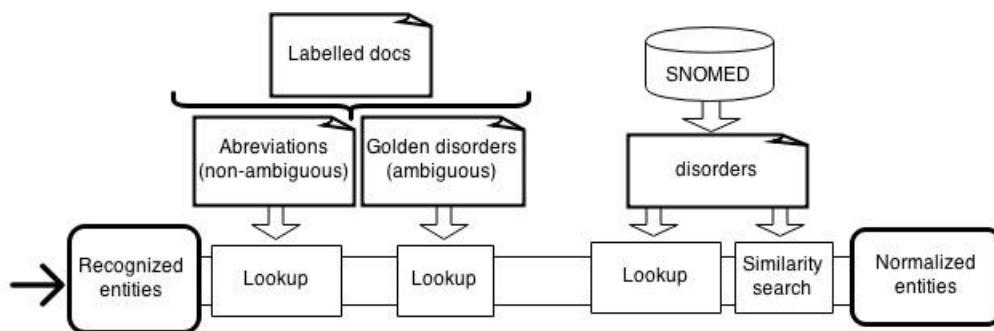 Labelled docs
SNOMED
Abreviations
(non-ambiguous)
Golden disorders
(ambiguous)
disorders
Recognized
entities
Lookup
Lookup
Lookup
Similarity
search
Normalized
entities